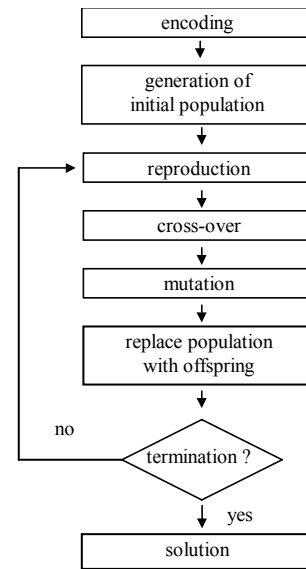 encoding
generation of
initial population
reproduction
cross-over
mutation
replace population
with offspring
no
termination ?
yes
solution